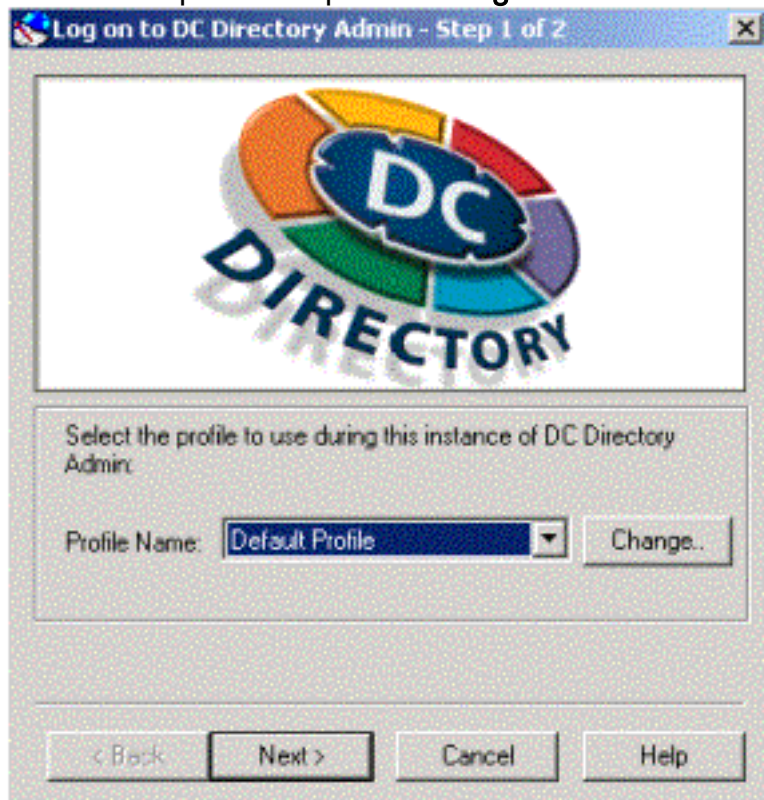 Log on to DC Directory Admin - Step 1 of 2
DC
DIRECTORY
Select the profile to use during this instance of DC Directory
Admin:
Profile Name: Default Profile Change..
< Back Next > Cancel Help